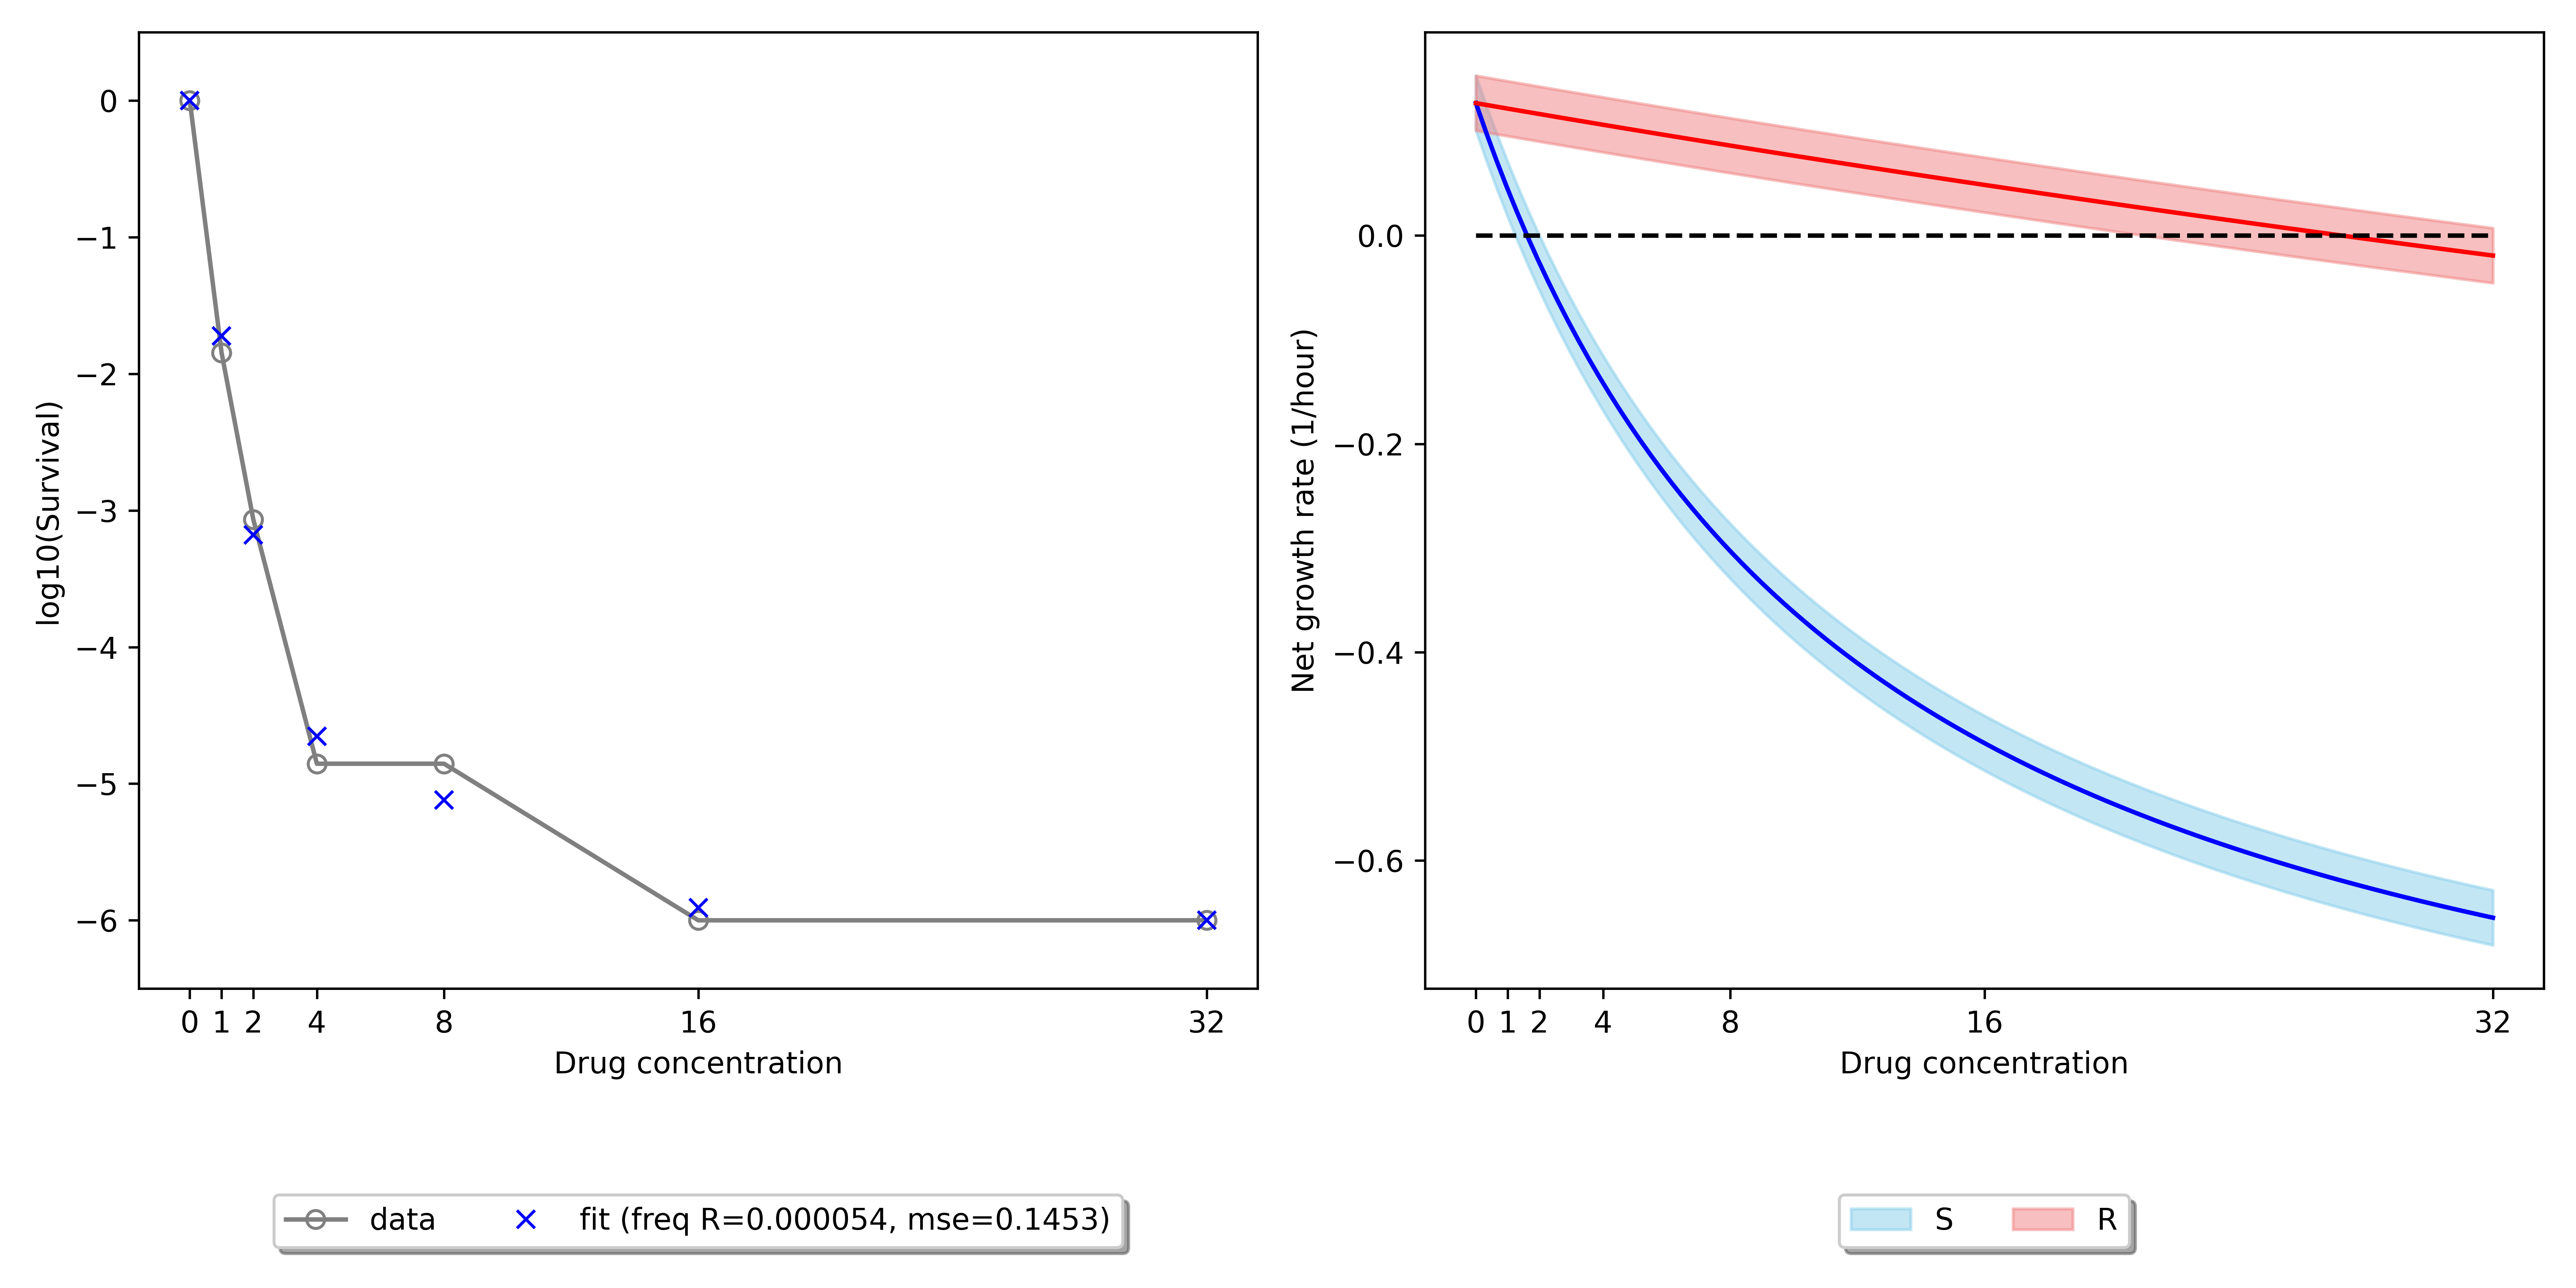 0
−1
−2
−3
−4
−5
−6
log10(Survival)
0 1 2 4 8 16 32
Drug concentration
data fit (freq R=0.000054, mse=0.1453)
0.0
−0.2
−0.4
−0.6
Net growth rate (1/hour)
0 1 2 4 8 16 32
Drug concentration
S R